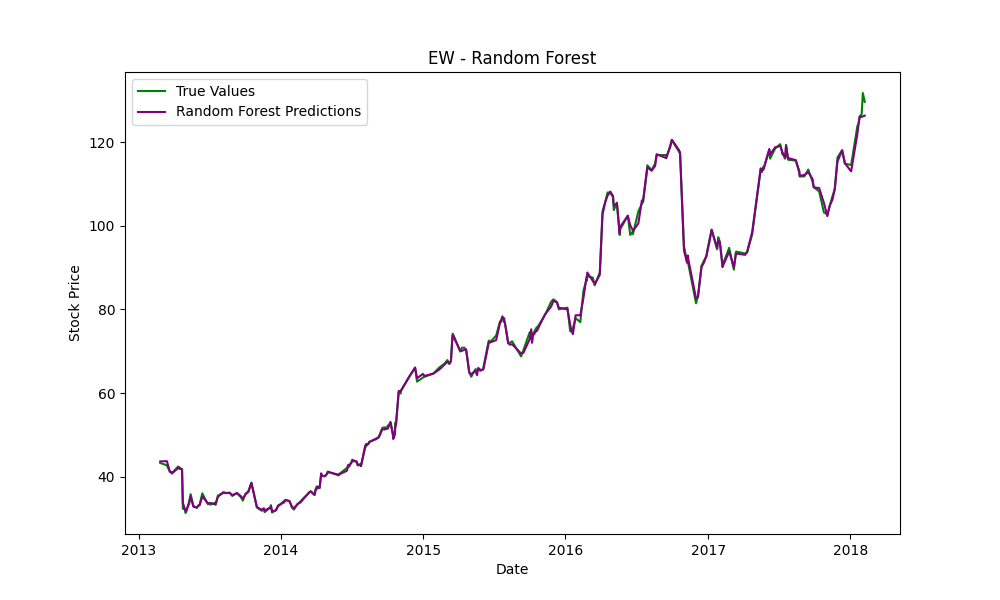 EW - Random Forest
True Values
Random Forest Predictions
120
100
80
60
40
Stock Price
2013 2014 2015 2016 2017 2018
Date